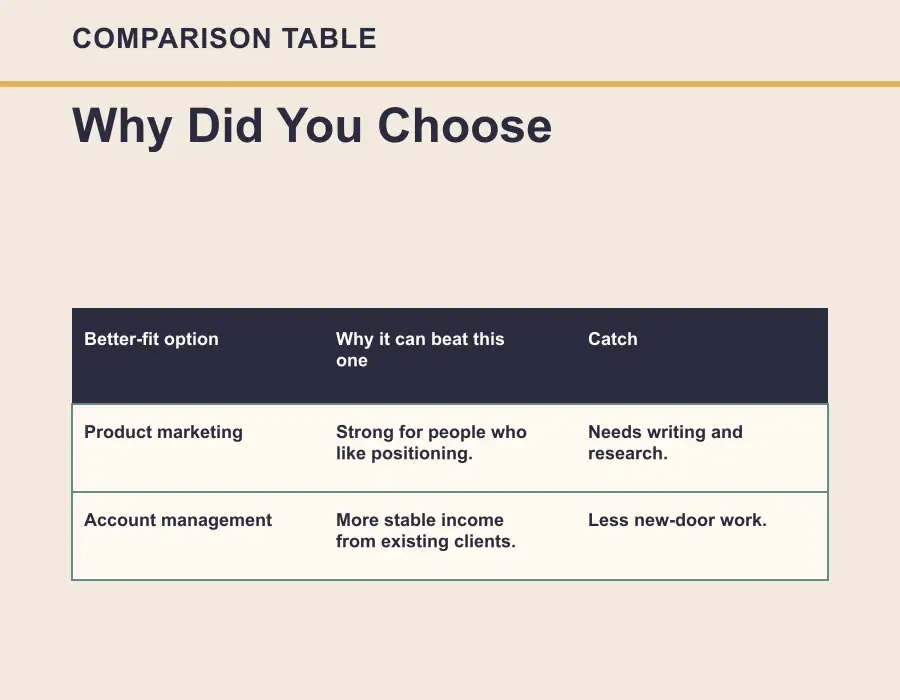 COMPARISON TABLE
Why Did You Choose
Better-fit option
Why it can beat this
one
Catch
Product marketing
Strong for people who
like positioning.
Needs writing and
research.
Account management
More stable income
from existing clients.
Less new-door work.